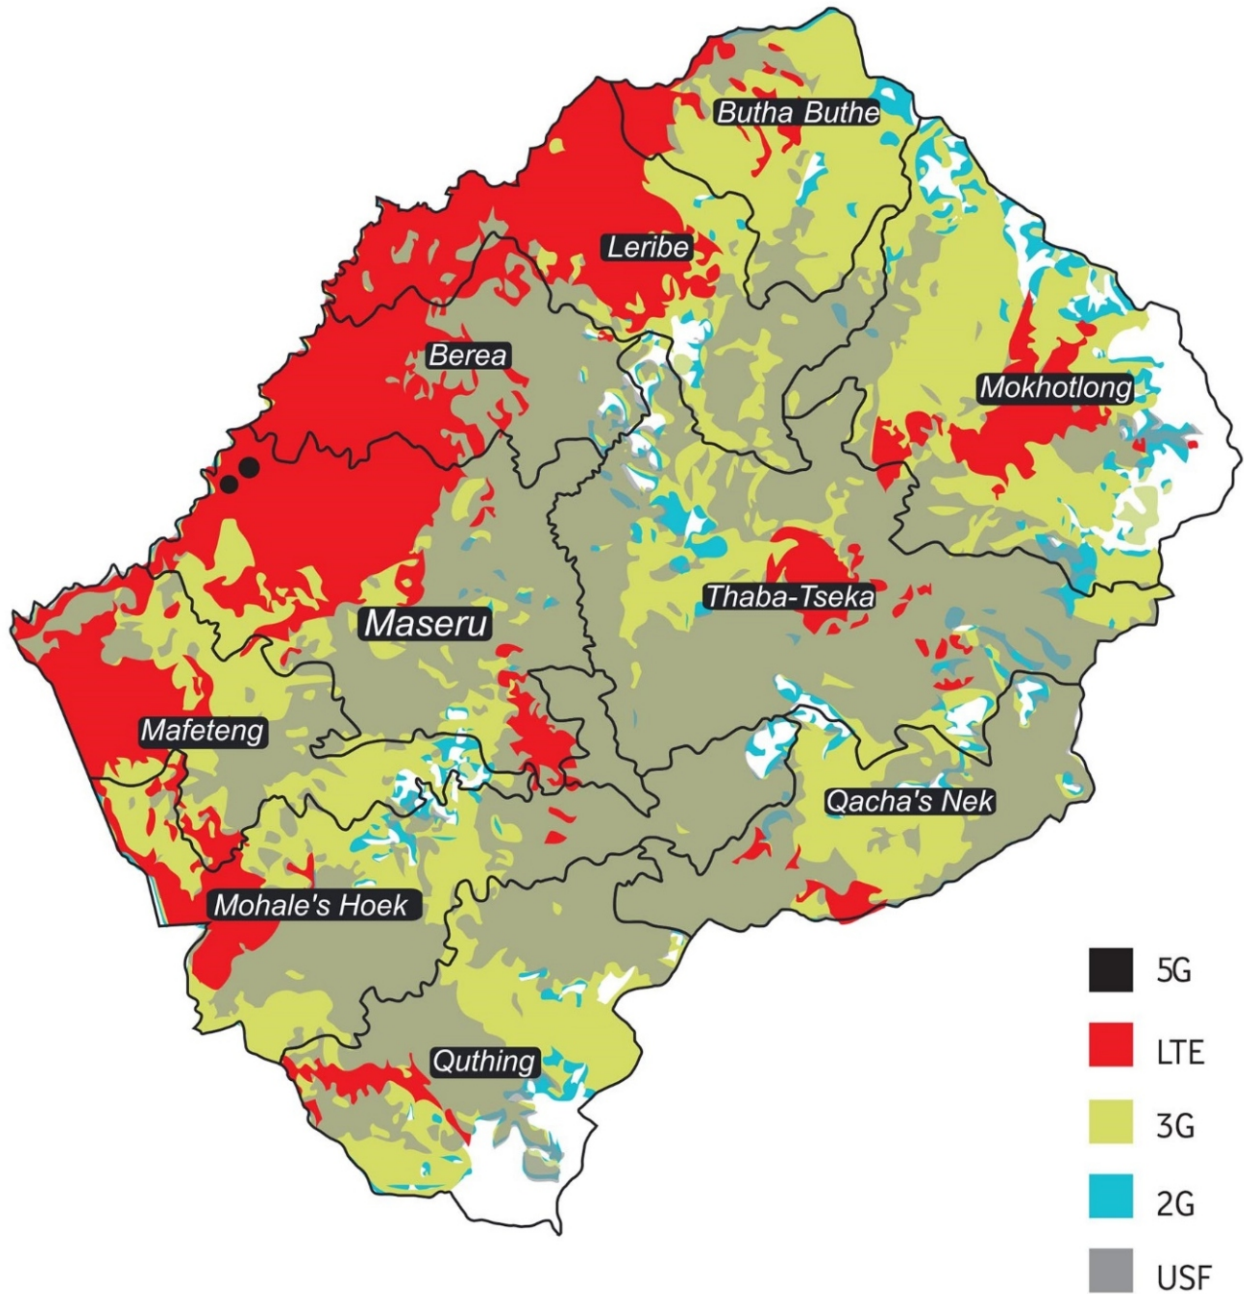 Butha Buthe
Leribe
Berea
Mokhotlong
Thaba-Tseka
Maseru
Mafeteng
Qacha's Nek
Mohale's Hoek
Quthing
5G
LTE
3G
2G
USF